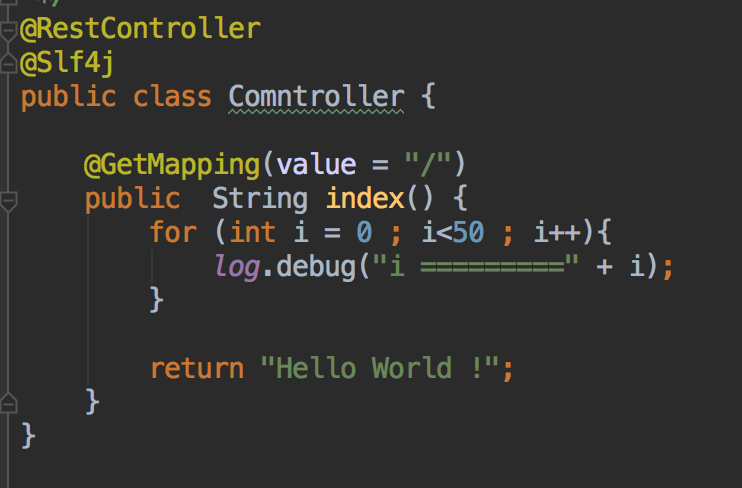 */
@RestController
@Slf4j
public class Comntroller {
@GetMapping(value = "/")
public  String index() {
for (int i = 0 ; i<50 ; i++){
log.debug("i =========" + i);
}
return "Hello World !";
}
}